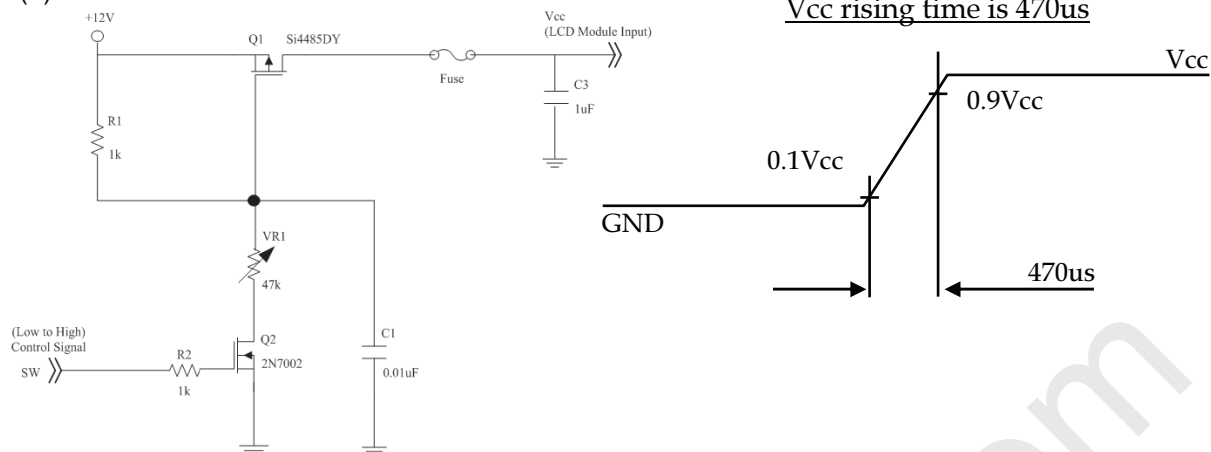 +12V
Q1
Si4485DY
Vcc
(LCD Module Input)
Fuse
C3
1uF
R1
1k
VR1
47k
(Low to High)
Control Signal
SW
R2
1k
Q2
2N7002
C1
0.01uF
Vcc rising time is 470us
Vcc
0.9Vcc
0.1Vcc
GND
470us
om